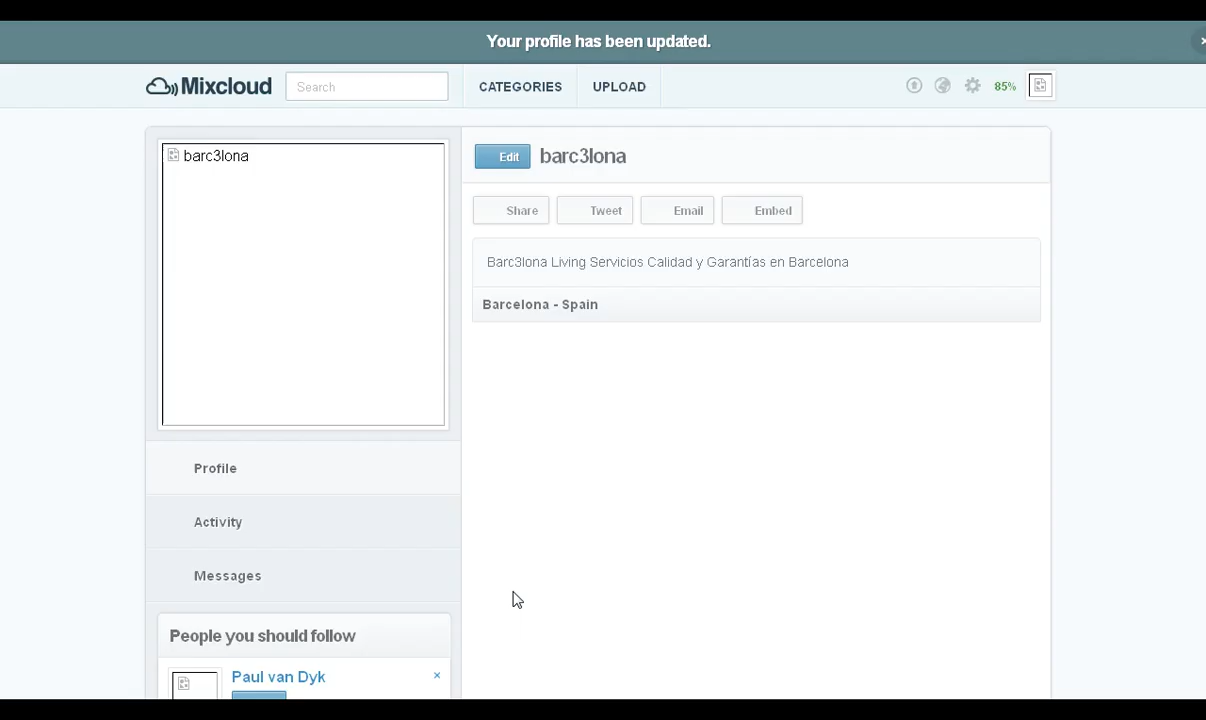 Your profile has been updated.
×
Mixcloud
Search
CATEGORIES
UPLOAD
85%
barc3lona
Edit
barc3lona
Share
Tweet
Email
Embed
Barc3lona Living Servicios Calidad y Garantías en Barcelona
Barcelona - Spain
Profile
Activity
Messages
People you should follow
Paul van Dyk
×